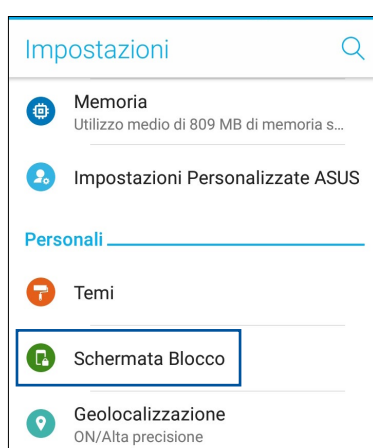 Impostazioni
Memoria
Utilizzo medio di 809 MB di memoria s...
Impostazioni Personalizzate ASUS
Personali
Temi
Schermata Blocco
Geolocalizzazione
ON/Alta precisione